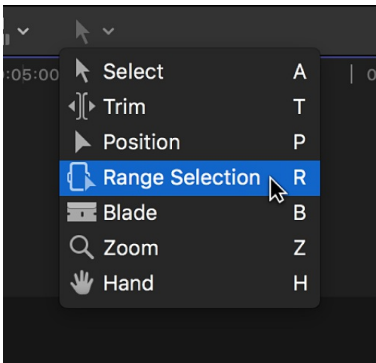 :05:00
Select A
Trim T
Position P
Range Selection R
Blade B
Zoom Z
Hand H